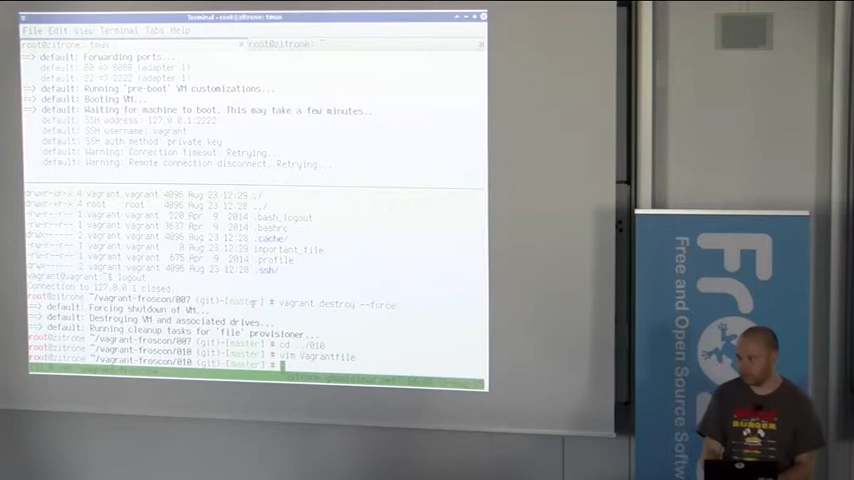 Terminal - root@zitrone: tmux
File Edit View Terminal Tabs Help
root@zitrone: tmux
root@zitrone: ~
==> default: Forwarding ports...
default: 80 => 8080 (adapter 1)
default: 22 => 2222 (adapter 1)
==> default: Running 'pre-boot' VM customizations...
==> default: Booting VM...
==> default: Waiting for machine to boot. This may take a few minutes..
default: SSH address: 127.0.0.1:2222
default: SSH username: vagrant
default: SSH auth method: private key
default: Warning: Connection timeout. Retrying...
default: Warning: Remote connection disconnect. Retrying...
drwxr-xr-x 4 vagrant vagrant 4096 Aug 23 12:29 ./
drwxr-xr-x 4 root root 4096 Aug 23 12:28 ../
-rw-r--r-- 1 vagrant vagrant 220 Apr 9 2014 .bash_logout
-rw-r--r-- 1 vagrant vagrant 3637 Apr 9 2014 .bashrc
drwx------ 2 vagrant vagrant 4096 Aug 23 12:28 .cache/
-rw-rw-r-- 1 vagrant vagrant 0 Aug 23 12:29 important_file
-rw-r--r-- 1 vagrant vagrant 675 Apr 9 2014 .profile
drwx------ 2 vagrant vagrant 4096 Aug 23 12:28 .ssh/
vagrant@vagrant:~$ logout
Connection to 127.0.0.1 closed.
root@zitrone ~/vagrant-froscon/007 (git)-[master] # vagrant destroy --force
==> default: Forcing shutdown of VM...
==> default: Destroying VM and associated drives...
==> default: Running cleanup tasks for 'file' provisioner...
root@zitrone ~/vagrant-froscon/007 (git)-[master] # cd ../010
root@zitrone ~/vagrant-froscon/010 (git)-[master] # vim Vagrantfile
root@zitrone ~/vagrant-froscon/010 (git)-[master] #
Free and Open Source Softwa
BURGER